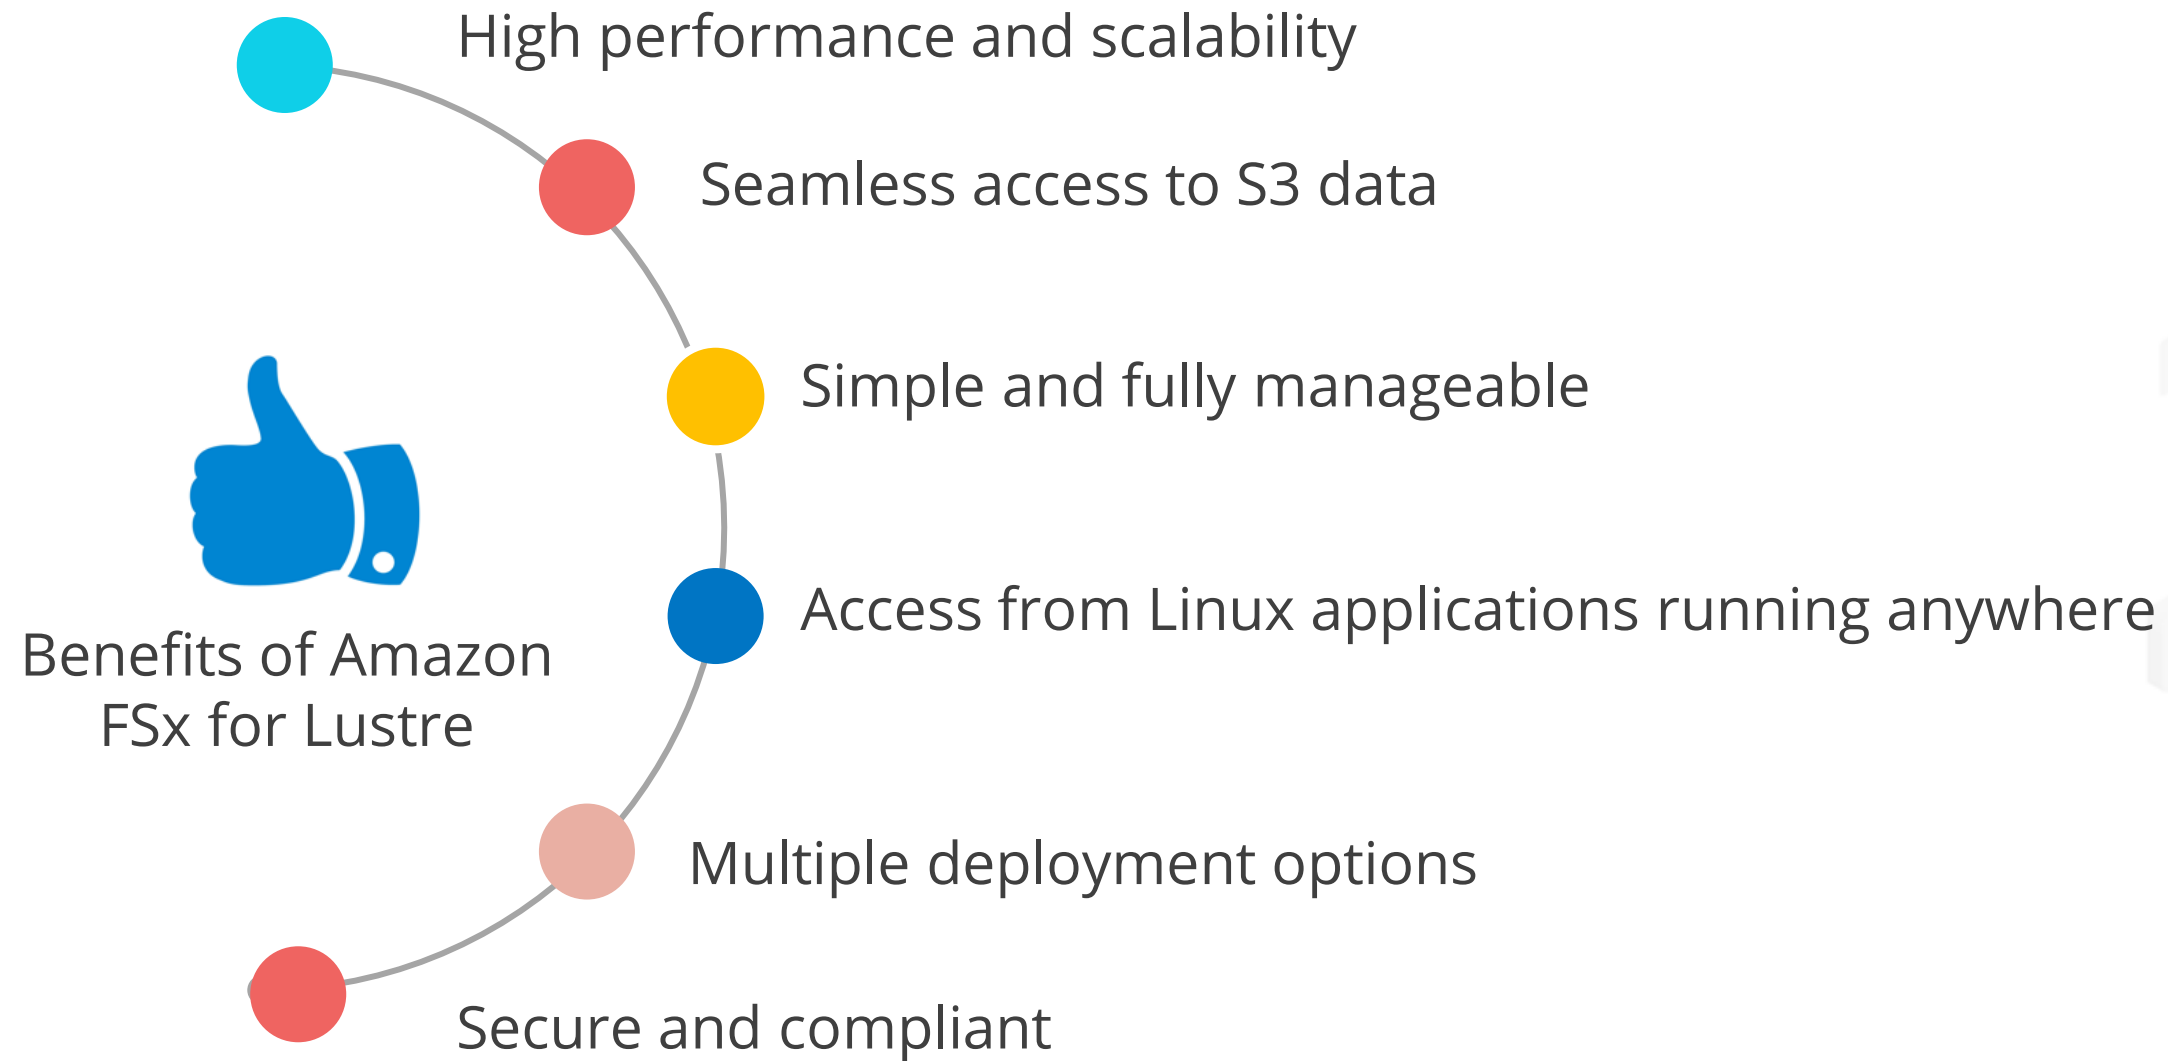 High performance and scalability
Seamless access to S3 data
Simple and fully manageable
Access from Linux applications running anywhere
Benefits of Amazon
FSx for Lustre
Multiple deployment options
Secure and compliant